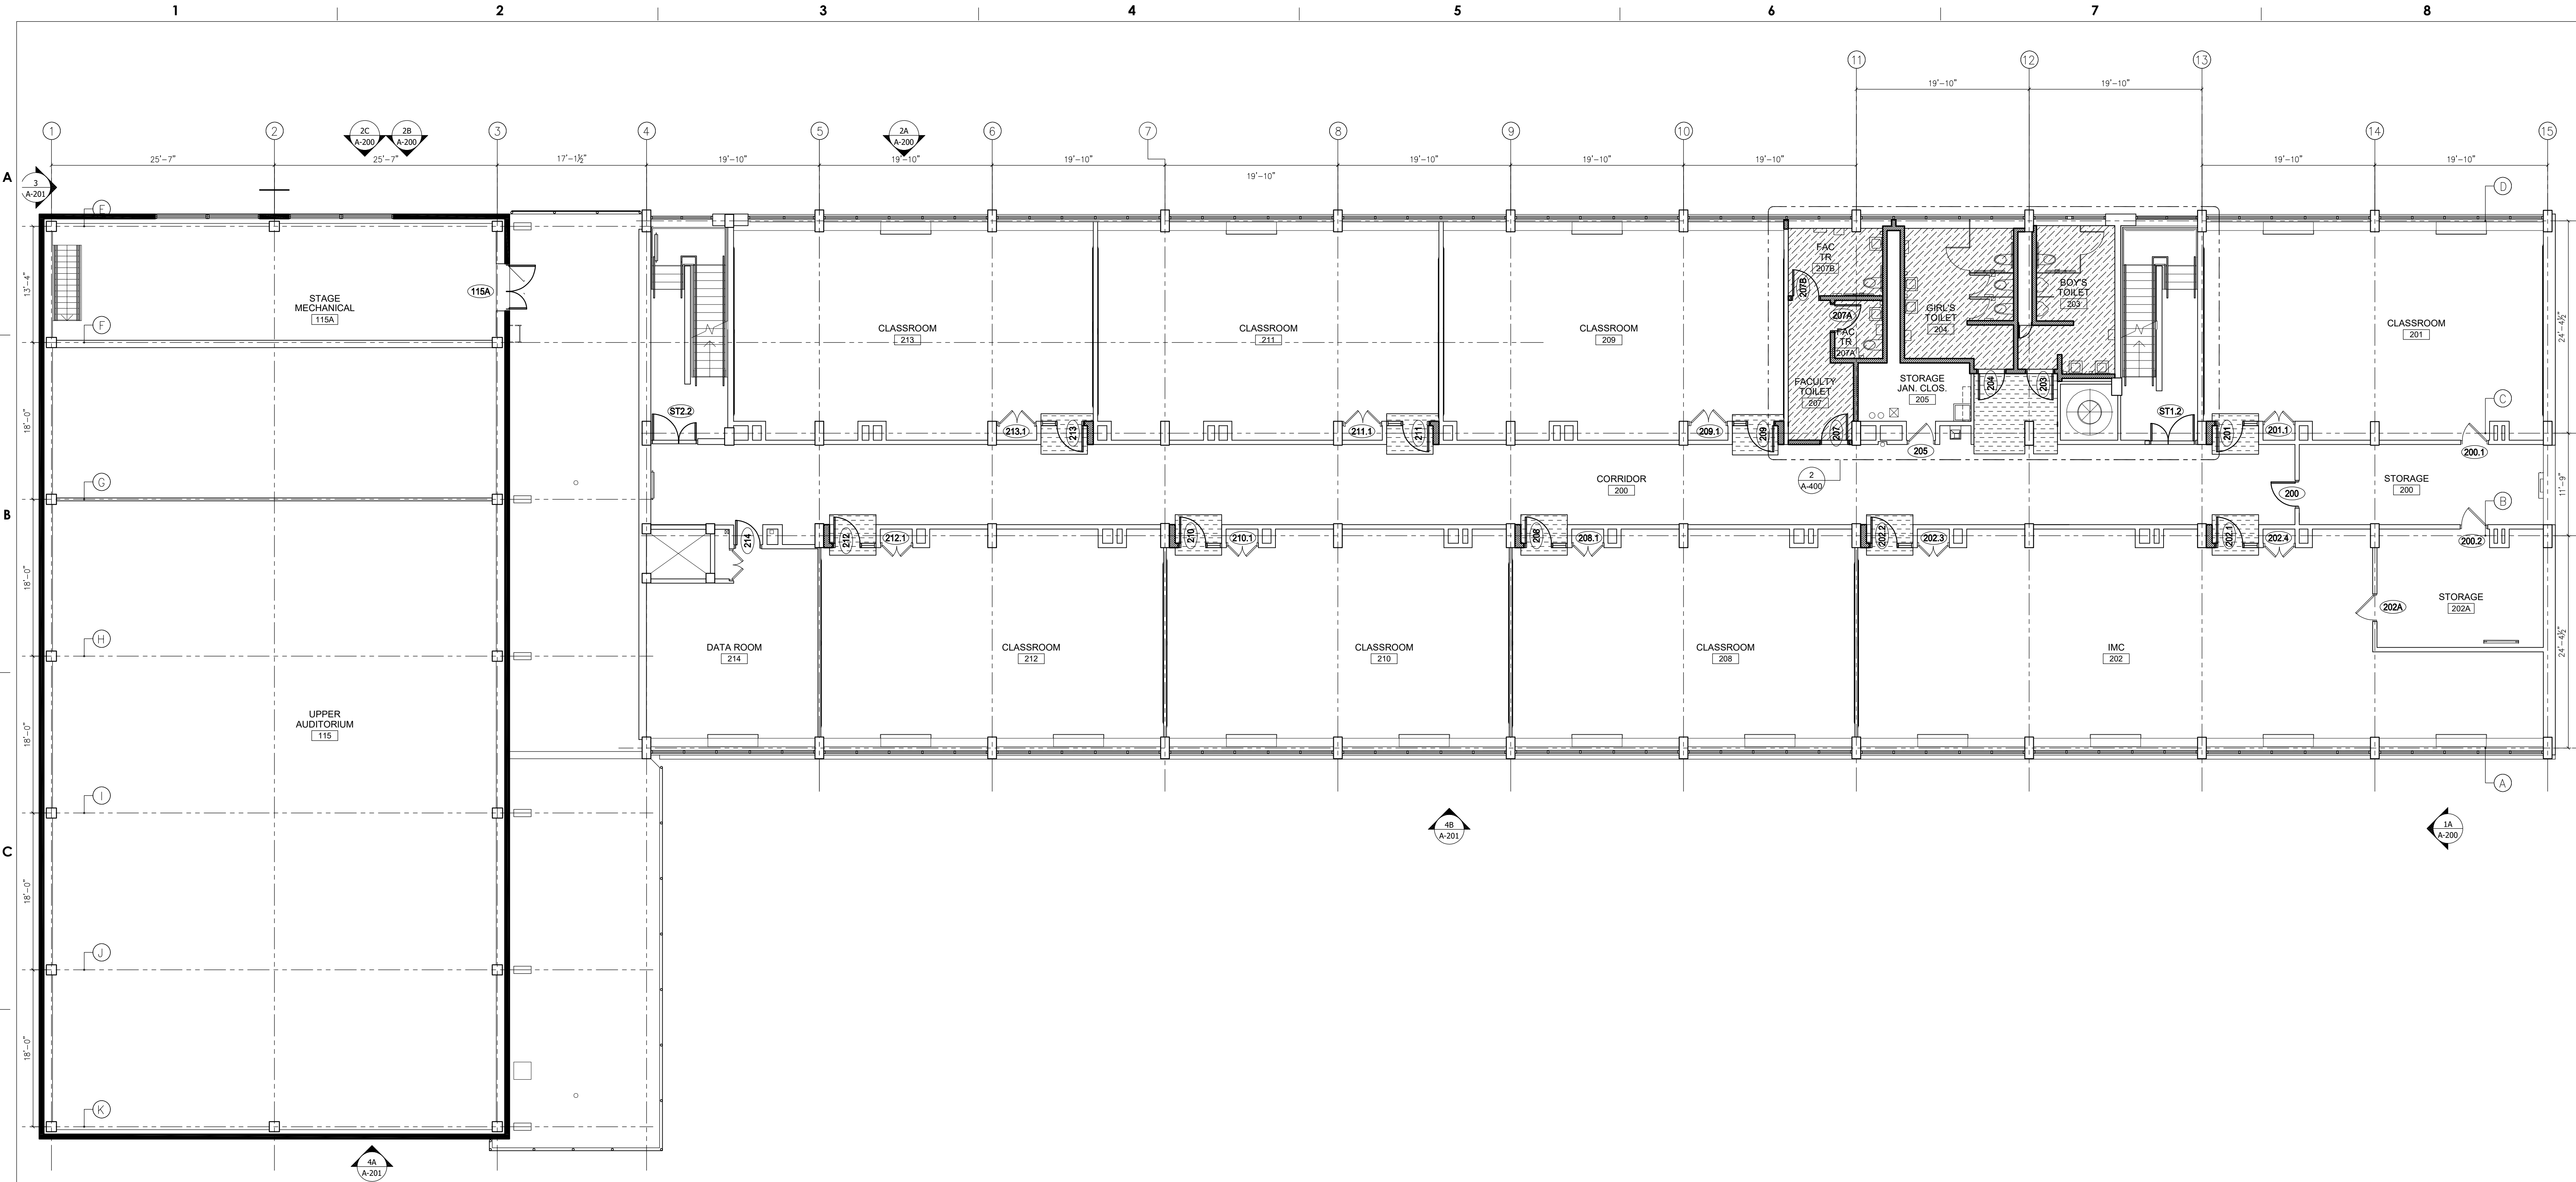 1 2 3 4 5 6 7 8
11 12 13
19'-10" 19'-10"
1 2 3 4 5 6 7 8 9 10 14 15
2C
A-200
2B
A-200
2A
A-200
25'-7" 25'-7" 17'-1½" 19'-10" 19'-10" 19'-10" 19'-10" 19'-10" 19'-10" 19'-10" 19'-10"
19'-10"
A
3
A-201
D
E
13'-4"
115A
STAGE
MECHANICAL
115A
F
ST2.2
CLASSROOM
213
CLASSROOM
211
CLASSROOM
209
FAC
TR
207B
207B
207A
FAC
TR
207A
FACULTY
TOILET
207
GIRL'S
TOILET
204
BOY'S
TOILET
203
STORAGE
JAN. CLOS.
205
204
203
ST1.2
CLASSROOM
201
24'-4½"
C
18'-0"
213.1
213
211.1
211
209.1
209
207
205
201
201.1
200.1
G
B
CORRIDOR
200
2
A-400
200
STORAGE
200
11'-9"
B
214
212
212.1
210
210.1
208
208.1
202.2
202.3
202.1
202.4
200.2
18'-0"
STORAGE
202A
202A
H
DATA ROOM
214
CLASSROOM
212
CLASSROOM
210
CLASSROOM
208
IMC
202
24'-4½"
UPPER
AUDITORIUM
115
18'-0"
A
I
4B
A-201
1A
A-200
C
18'-0"
J
18'-0"
K
4A
A-201